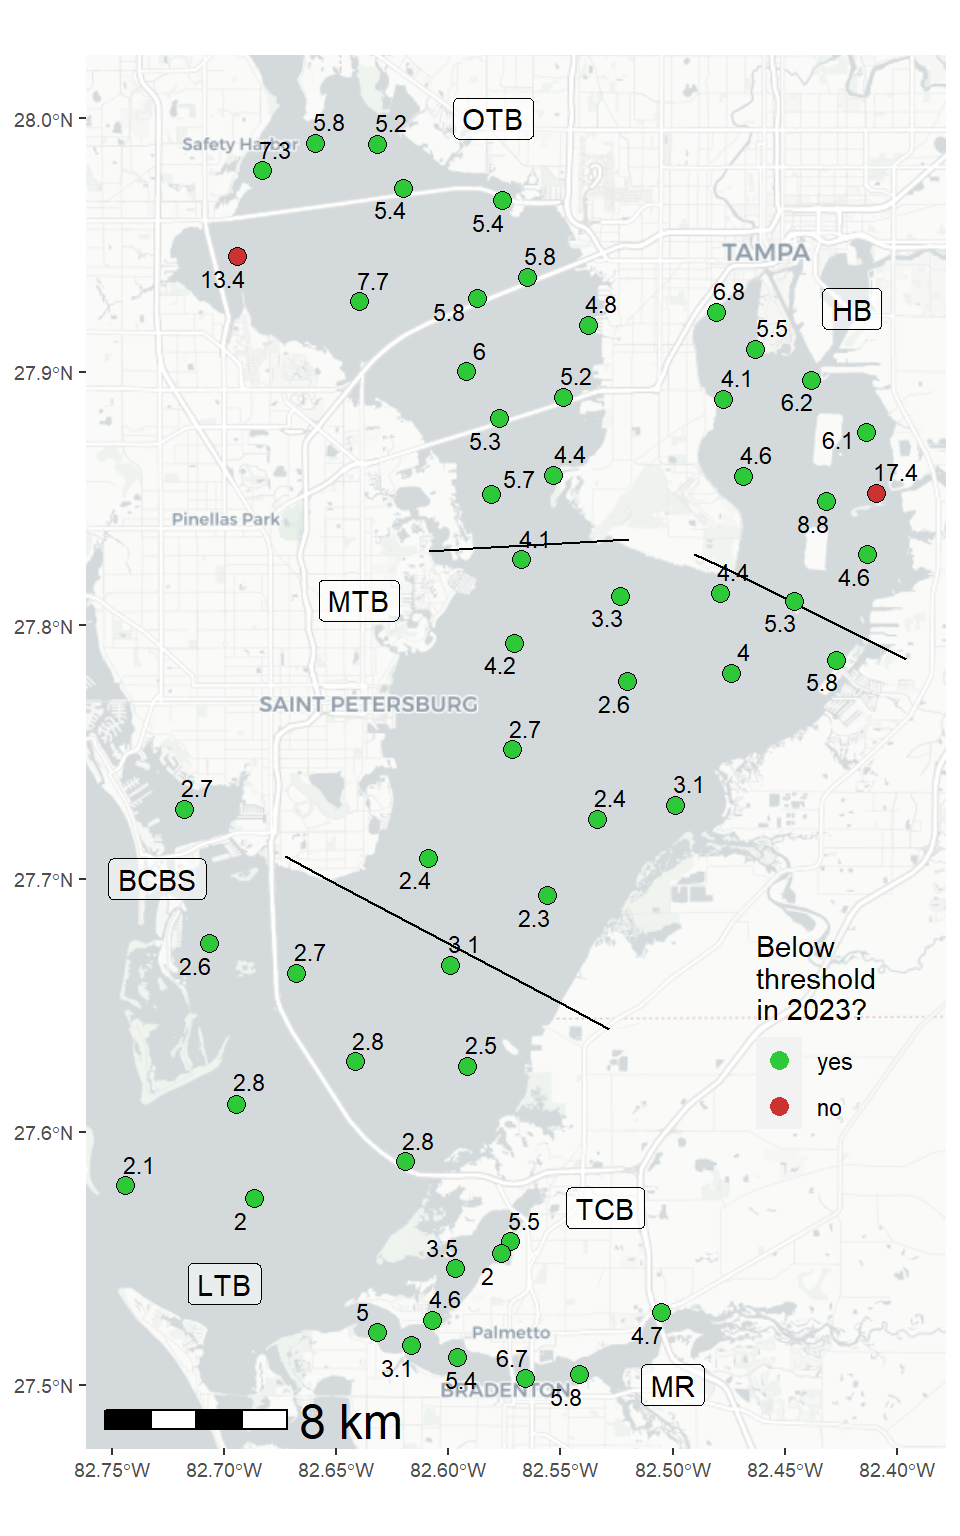 28.0°N
27.9°N
27.8°N
27.7°N
27.6°N
27.5°N
5.8
5.2
OTB
Safety Harbor
7.3
5.4
5.4
13.4
5.8
TAMPA
7.7
5.8
4.8
6.8
HB
5.5
6
5.2
4.1
6.2
5.3
6.1
5.7
4.4
4.6
17.4
Pinellas Park
8.8
4.1
4.4
4.6
MTB
3.3
5.3
4.2
4
2.6
5.8
SAINT PETERSBURG
2.7
2.7
2.4
3.1
BCBS
2.4
2.3
2.6
2.7
3.1
Below
threshold
in 2023?
yes
no
2.8
2.5
2.8
2.8
2.1
2
TCB
5.5
3.5
2
LTB
4.6
5
Palmetto
4.7
3.1
6.7
5.4
BRADENTON
5.8
MR
8 km
82.75°W 82.70°W 82.65°W 82.60°W 82.55°W 82.50°W 82.45°W 82.40°W